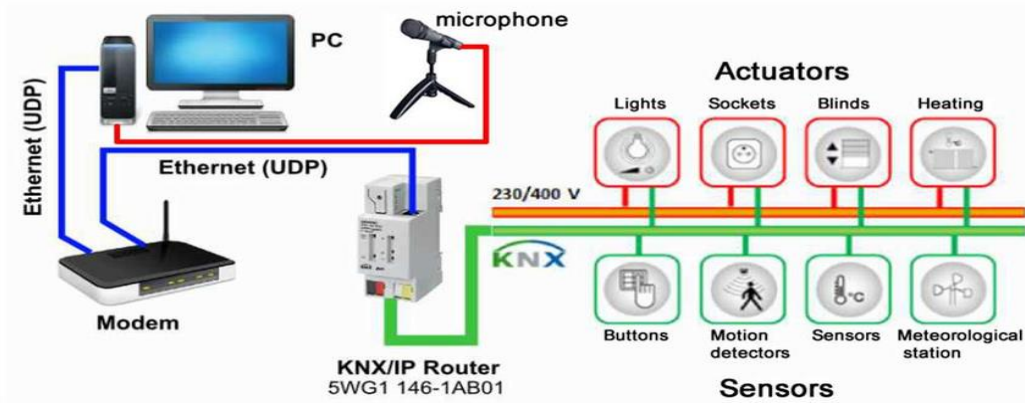 microphone
PC
Ethernet (UDP)
Ethernet (UDP)
Modem
KNX/IP Router
5WG1 146-1AB01
Actuators
Lights Sockets Blinds Heating
230/400 V
KNX
°C
Buttons Motion detectors Sensors Meteorological station
Sensors